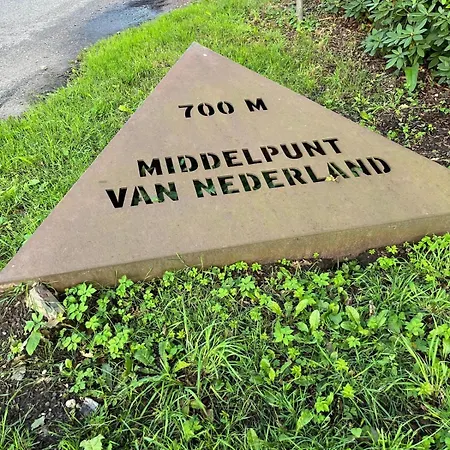 700 M
MIDDELPUNT
VAN NEDERLAND